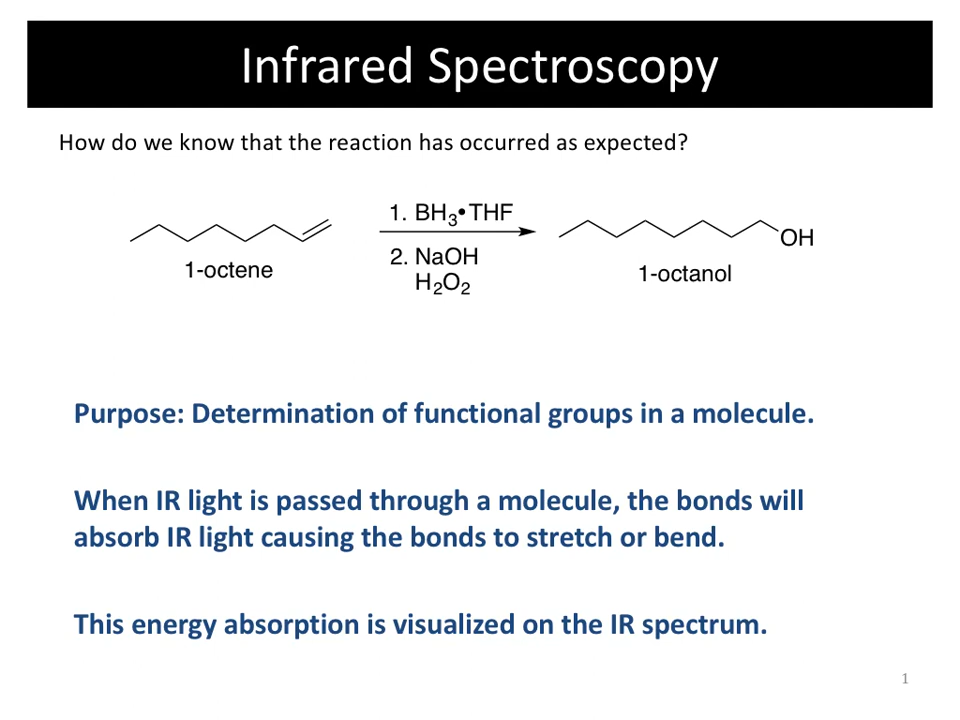 Infrared Spectroscopy
How do we know that the reaction has occurred as expected?
1. BH3•THF
2. NaOH
H2O2
1-octene
OH
1-octanol
Purpose: Determination of functional groups in a molecule.
When IR light is passed through a molecule, the bonds will
absorb IR light causing the bonds to stretch or bend.
This energy absorption is visualized on the IR spectrum.
1